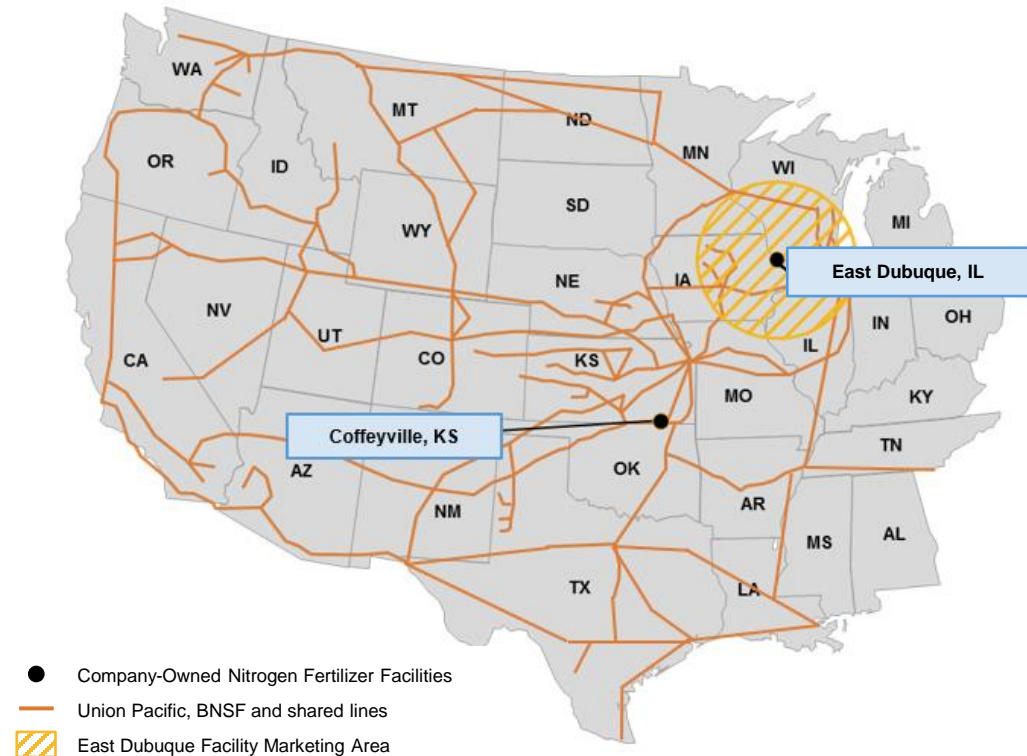 WA
MT
ND
MN
OR
ID
WI
SD
MI
WY
East Dubuque, IL
NE
IA
NV
IN
OH
UT
IL
CA
CO
KS
MO
KY
Coffeyville, KS
TN
AZ
OK
NM
AR
MS
AL
TX
LA
Company-Owned Nitrogen Fertilizer Facilities
Union Pacific, BNSF and shared lines
East Dubuque Facility Marketing Area